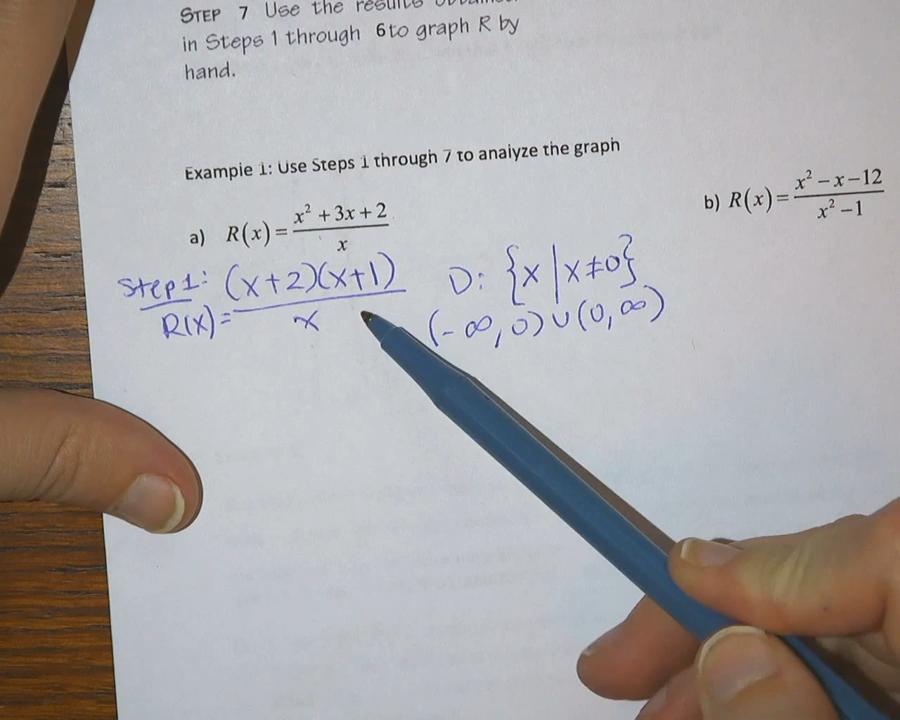 STEP 7 Use the results
in Steps 1 through 6 to graph R by
hand.
Example 1: Use Steps 1 through 7 to analyze the graph
a) R(x) = (x² + 3x + 2) / x
b) R(x) = (x² − x − 12) / (x² − 1)
Step 1: R(x) = (x+2)(x+1) / x
D: {x | x≠0}
(-∞, 0) ∪ (0, ∞)